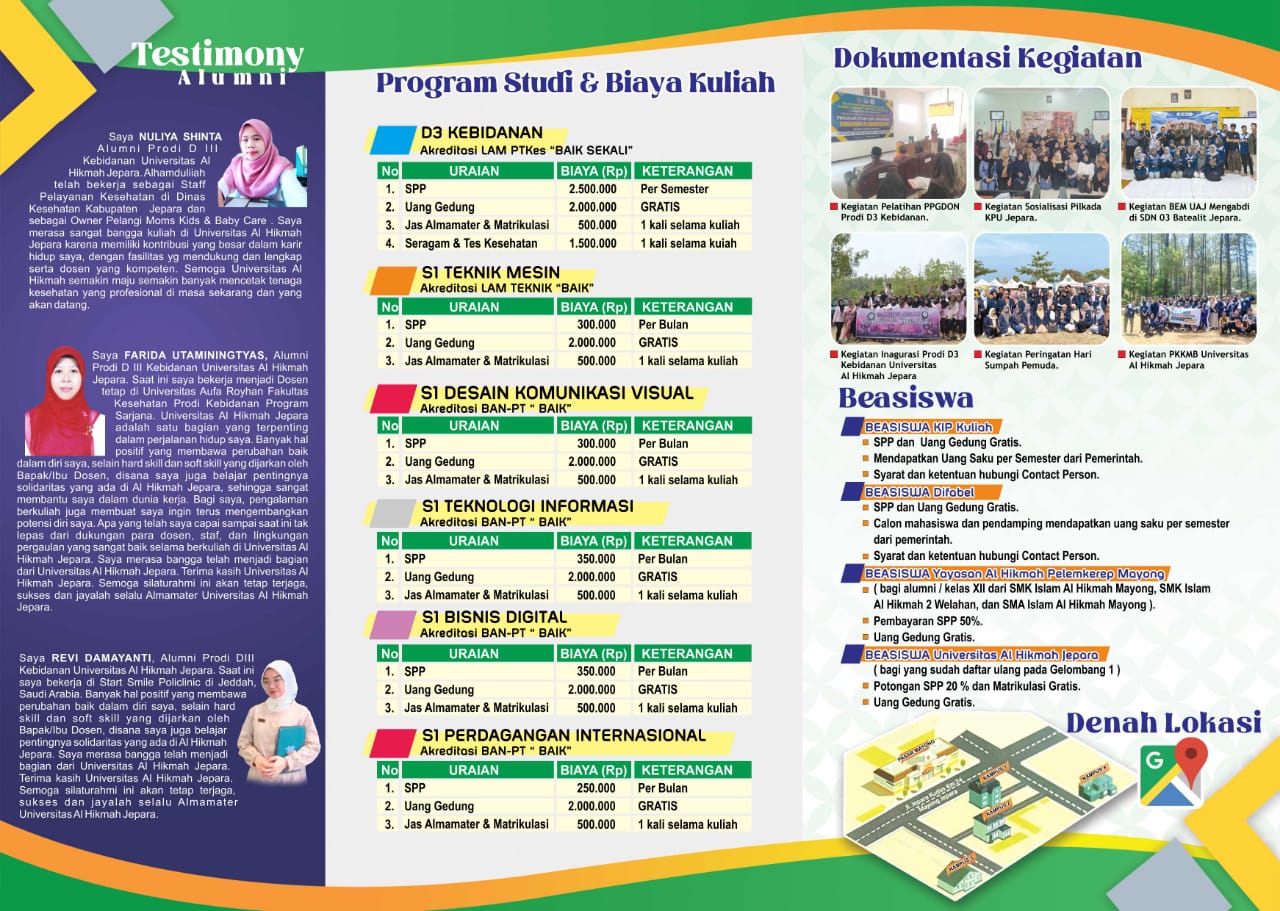 Testimony
Alumni
Saya NULIYA SHINTA
Alumni Prodi D III
Kebidanan Universitas Al
Hikmah Jepara. Alhamduliiah
telah bekerja sebagai Staff
Pelayanan Kesehatan di Dinas
Kesehatan Kabupaten Jepara dan
sebagai Owner Pelangi Moms Kids & Baby Care . Saya
merasa sangat bangga kuliah di Universitas Al Hikmah
Jepara karena memiliki kontribusi yang besar dalam karir
hidup saya, dengan fasilitas yg mendukung dan lengkap
serta dosen yang kompeten. Semoga Universitas Al
Hikmah semakin maju semakin banyak mencetak tenaga
kesehatan yang profesional di masa sekarang dan yang
akan datang.
Saya FARIDA UTAMININGTYAS, Alumni
Prodi D III Kebidanan Universitas Al Hikmah
Jepara. Saat ini saya bekerja menjadi Dosen
tetap di Universitas Aufa Royhan Fakultas
Kesehatan Prodi Kebidanan Program
Sarjana. Universitas Al Hikmah Jepara
adalah satu bagian yang terpenting
dalam perjalanan hidup saya. Banyak hal
positif yang membawa perubahan baik
dalam diri saya, selain hard skill dan soft skill yang dijarkan oleh
Bapak/Ibu Dosen, disana saya juga belajar pentingnya
solidaritas yang ada di Al Hikmah Jepara, sehingga sangat
membantu saya dalam dunia kerja. Bagi saya, pengalaman
berkuliah juga membuat saya ingin terus mengembangkan
potensi diri saya. Apa yang telah saya capai sampai saat ini tak
lepas dari dukungan para dosen, staf, dan lingkungan
pergaulan yang sangat baik selama berkuliah di Universitas Al
Hikmah Jepara. Saya merasa bangga telah menjadi bagian
dari Universitas Al Hikmah Jepara. Terima kasih Universitas Al
Hikmah Jepara. Semoga silaturahmi ini akan tetap terjaga,
sukses dan jayalah selalu Almamater Universitas Al Hikmah
Jepara.
Saya REVI DAMAYANTI, Alumni Prodi DIII
Kebidanan Universitas Al Hikmah Jepara. Saat ini
saya bekerja di Start Smile Policlinic di Jeddah,
Saudi Arabia. Banyak hal positif yang membawa
perubahan baik dalam diri saya, selain hard
skill dan soft skill yang dijarkan oleh
Bapak/Ibu Dosen, disana saya juga belajar
pentingnya solidaritas yang ada di Al Hikmah
Jepara. Saya merasa bangga telah menjadi
bagian dari Universitas Al Hikmah Jepara.
Terima kasih Universitas Al Hikmah Jepara.
Semoga silaturahmi ini akan tetap terjaga,
sukses dan jayalah selalu Almamater
Universitas Al Hikmah Jepara.
Program Studi & Biaya Kuliah
D3 KEBIDANAN
Akreditasi LAM PTKes “BAIK SEKALI”
No URAIAN BIAYA (Rp) KETERANGAN
1. SPP 2.500.000 Per Semester
2. Uang Gedung 2.000.000 GRATIS
3. Jas Almamater & Matrikulasi 500.000 1 kali selama kuliah
4. Seragam & Tes Kesehatan 1.500.000 1 kali selama kuiah
S1 TEKNIK MESIN
Akreditasi LAM TEKNIK “BAIK”
No URAIAN BIAYA (Rp) KETERANGAN
1. SPP 300.000 Per Bulan
2. Uang Gedung 2.000.000 GRATIS
3. Jas Almamater & Matrikulasi 500.000 1 kali selama kuliah
S1 DESAIN KOMUNIKASI VISUAL
Akreditasi BAN-PT “ BAIK”
No URAIAN BIAYA (Rp) KETERANGAN
1. SPP 300.000 Per Bulan
2. Uang Gedung 2.000.000 GRATIS
3. Jas Almamater & Matrikulasi 500.000 1 kali selama kuliah
S1 TEKNOLOGI INFORMASI
Akreditasi BAN-PT “ BAIK”
No URAIAN BIAYA (Rp) KETERANGAN
1. SPP 350.000 Per Bulan
2. Uang Gedung 2.000.000 GRATIS
3. Jas Almamater & Matrikulasi 500.000 1 kali selama kuliah
S1 BISNIS DIGITAL
Akreditasi BAN-PT “ BAIK”
No URAIAN BIAYA (Rp) KETERANGAN
1. SPP 350.000 Per Bulan
2. Uang Gedung 2.000.000 GRATIS
3. Jas Almamater & Matrikulasi 500.000 1 kali selama kuliah
S1 PERDAGANGAN INTERNASIONAL
Akreditasi BAN-PT “ BAIK”
No URAIAN BIAYA (Rp) KETERANGAN
1. SPP 250.000 Per Bulan
2. Uang Gedung 2.000.000 GRATIS
3. Jas Almamater & Matrikulasi 500.000 1 kali selama kuliah
Dokumentasi Kegiatan
Kegiatan Pelatihan PPGDON
Prodi D3 Kebidanan.
Kegiatan Sosialisasi Pilkada
KPU Jepara.
Kegiatan BEM UAJ Mengabdi
di SDN 03 Batealit Jepara.
Kegiatan Inagurasi Prodi D3
Kebidanan Universitas
Al Hikmah Jepara
Kegiatan Peringatan Hari
Sumpah Pemuda.
Kegiatan PKKMB Universitas
Al Hikmah Jepara
Beasiswa
BEASISWA KIP Kuliah
SPP dan Uang Gedung Gratis.
Mendapatkan Uang Saku per Semester dari Pemerintah.
Syarat dan ketentuan hubungi Contact Person.
BEASISWA Difabel
SPP dan Uang Gedung Gratis.
Calon mahasiswa dan pendamping mendapatkan uang saku per semester
dari pemerintah.
Syarat dan ketentuan hubungi Contact Person.
BEASISWA Yayasan Al Hikmah Pelemkerep Mayong
( bagi alumni / kelas XII dari SMK Islam Al Hikmah Mayong, SMK Islam
Al Hikmah 2 Welahan, dan SMA Islam Al Hikmah Mayong ).
Pembayaran SPP 50%.
Uang Gedung Gratis.
BEASISWA Universitas Al Hikmah Jepara
( bagi yang sudah daftar ulang pada Gelombang 1 )
Potongan SPP 20 % dan Matrikulasi Gratis.
Uang Gedung Gratis.
Denah Lokasi
PASAR MAYONG
Jl. Jepara Kudus KM.24
Mayong Jepara
G